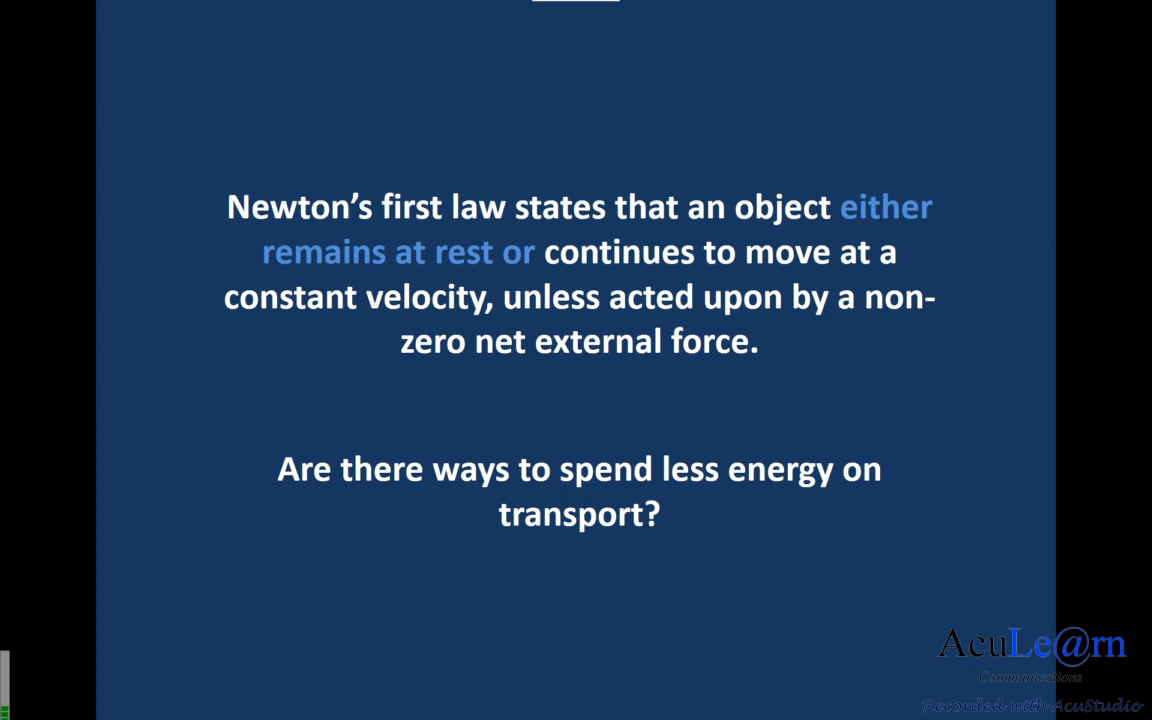 Newton's first law states that an object either
remains at rest or continues to move at a
constant velocity, unless acted upon by a non-
zero net external force.
Are there ways to spend less energy on
transport?
AcuLe@rn
Communications
Recorded with AcuStudio